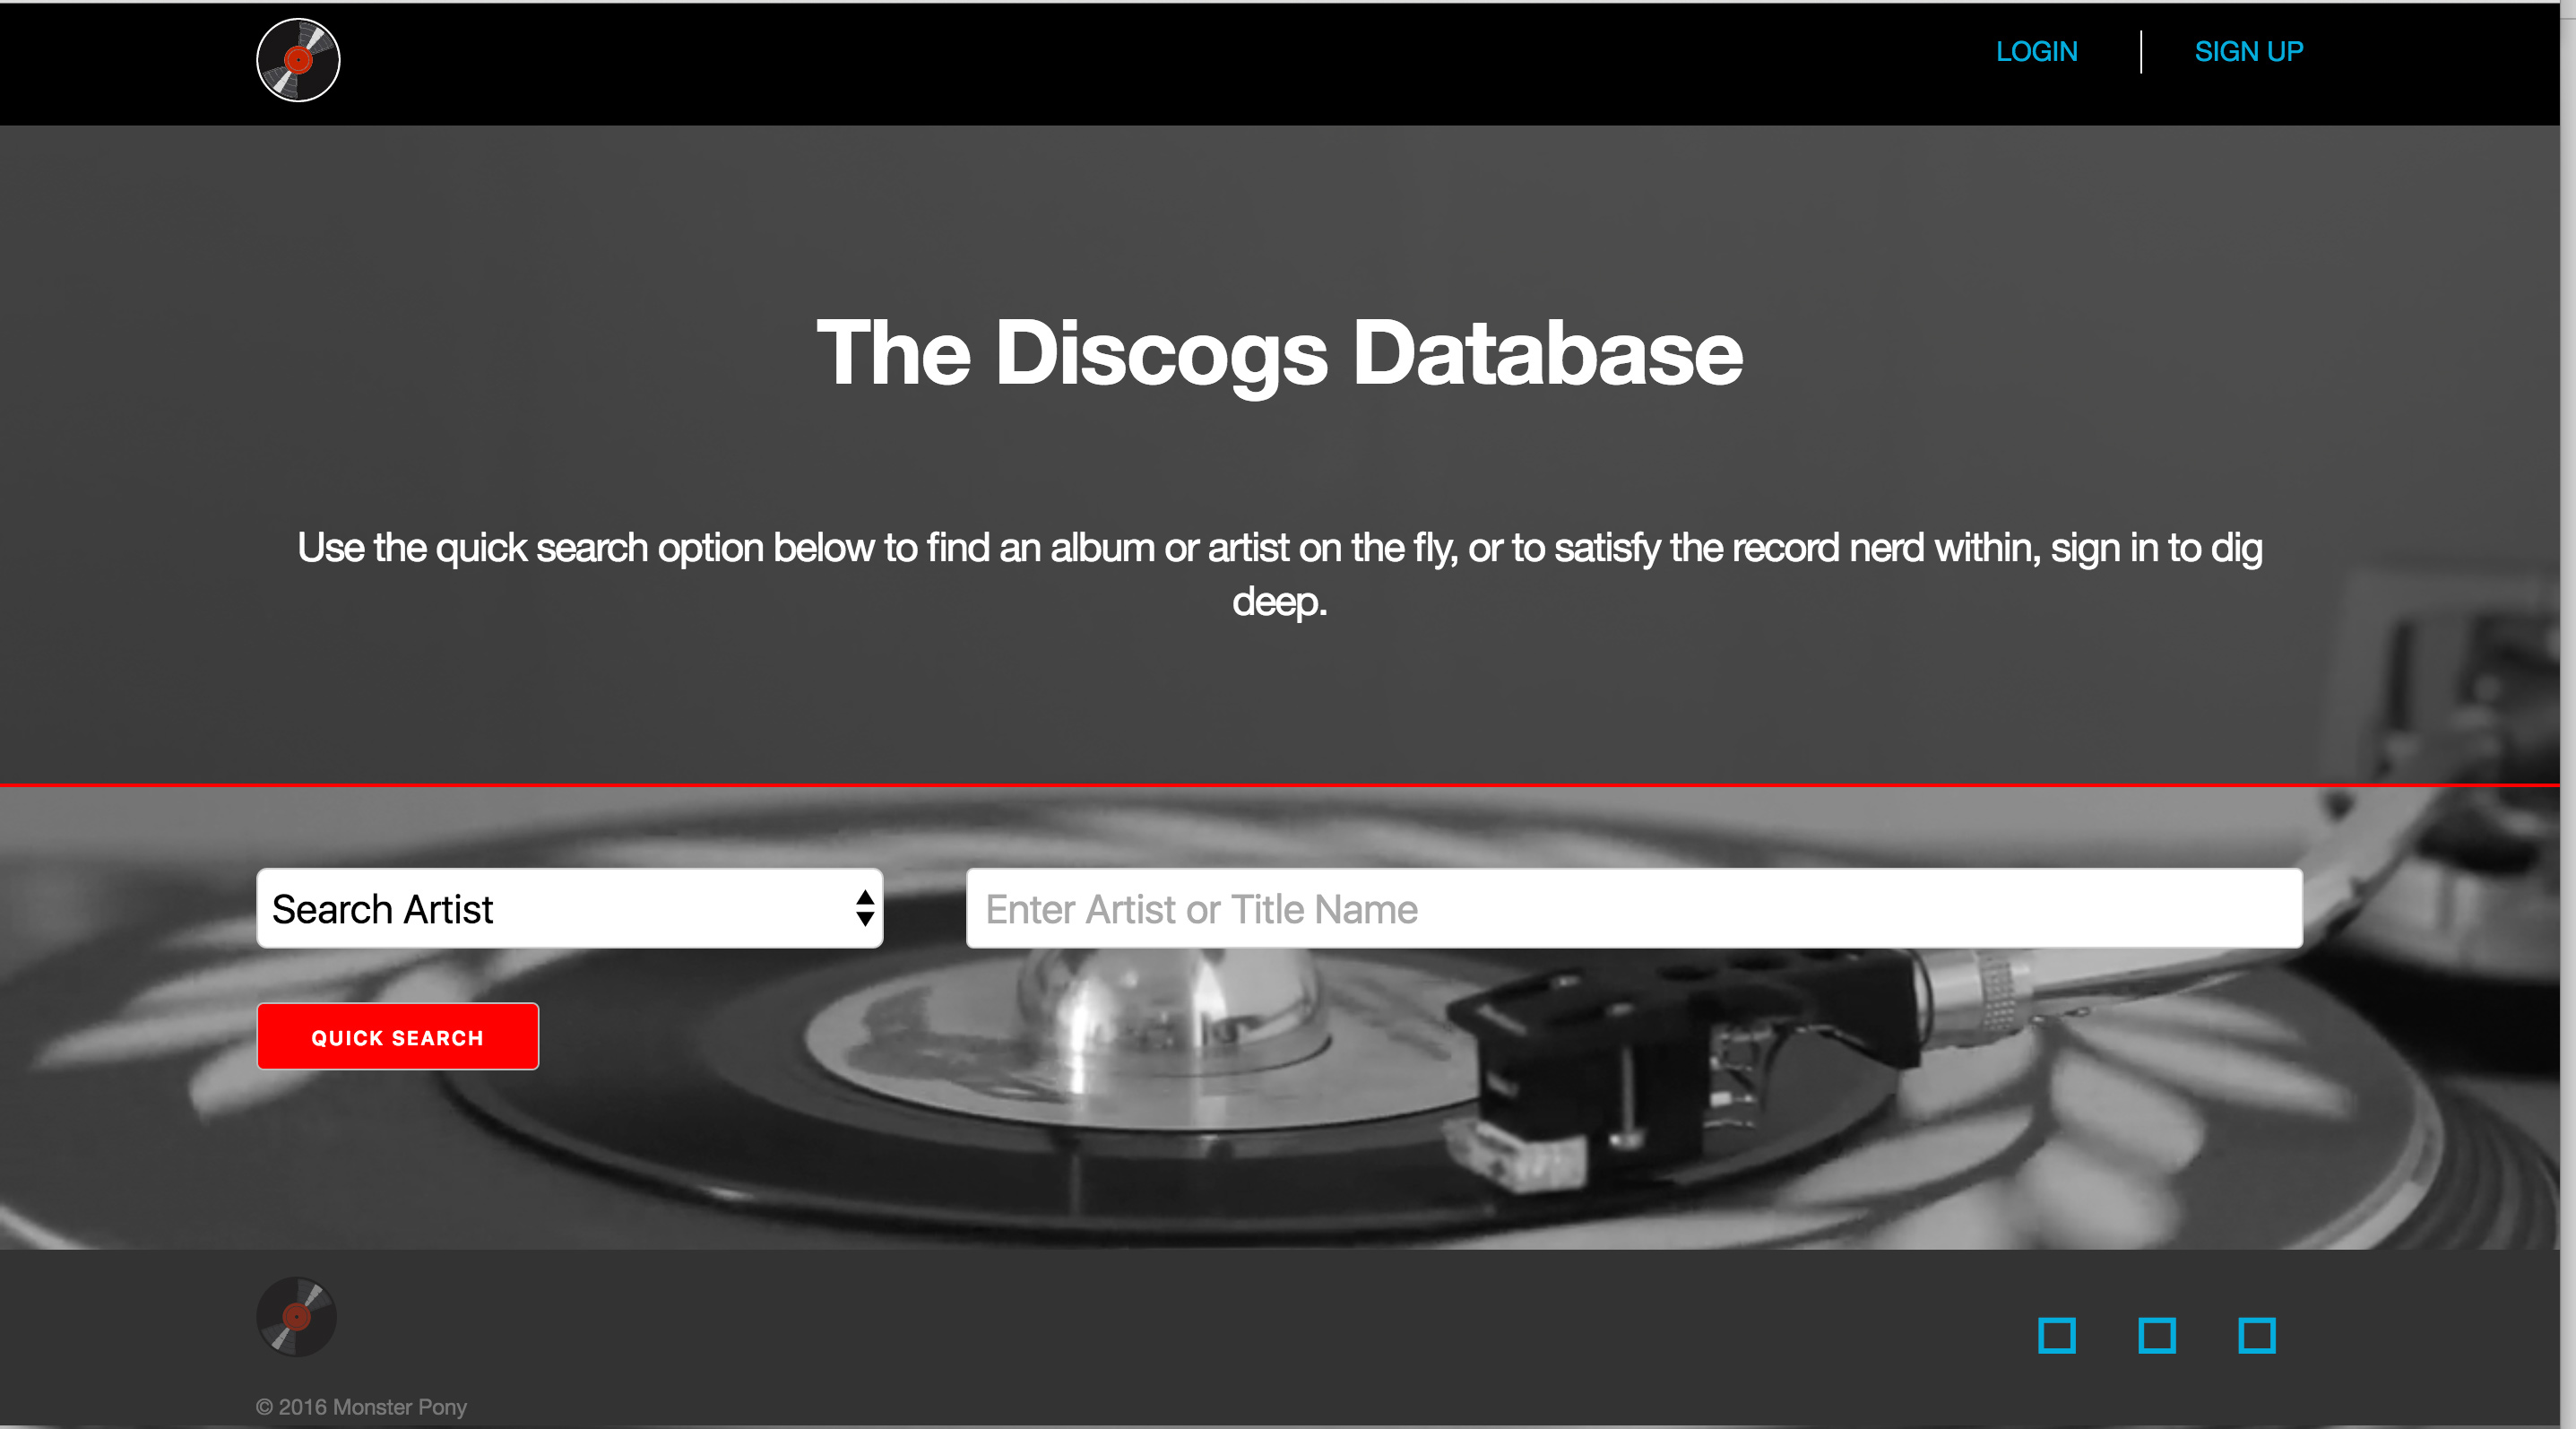 LOGIN
SIGN UP
The Discogs Database
Use the quick search option below to find an album or artist on the fly, or to satisfy the record nerd within, sign in to dig
deep.
Search Artist
Enter Artist or Title Name
QUICK SEARCH
© 2016 Monster Pony